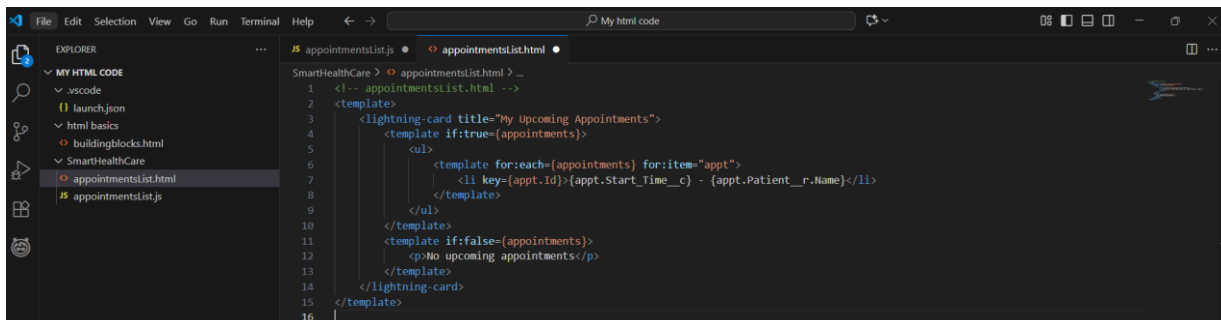 File Edit Selection View Go Run Terminal Help ← → My html code
EXPLORER ...
MY HTML CODE
.vscode
{} launch.json
html basics
<> buildingblocks.html
SmartHealthCare
<> appointmentsList.html
JS appointmentsList.js
2
JS appointmentsList.js ● <> appointmentsList.html ●
SmartHealthCare > <> appointmentsList.html > ...
1 <!-- appointmentsList.html -->
2 <template>
3     <lightning-card title="My Upcoming Appointments">
4         <template if:true={appointments}>
5             <ul>
6                 <template for:each={appointments} for:item="appt">
7                     <li key={appt.Id}>{appt.Start_Time__c} - {appt.Patient__r.Name}</li>
8                 </template>
9             </ul>
10         </template>
11         <template if:false={appointments}>
12             <p>No upcoming appointments</p>
13         </template>
14     </lightning-card>
15 </template>
16